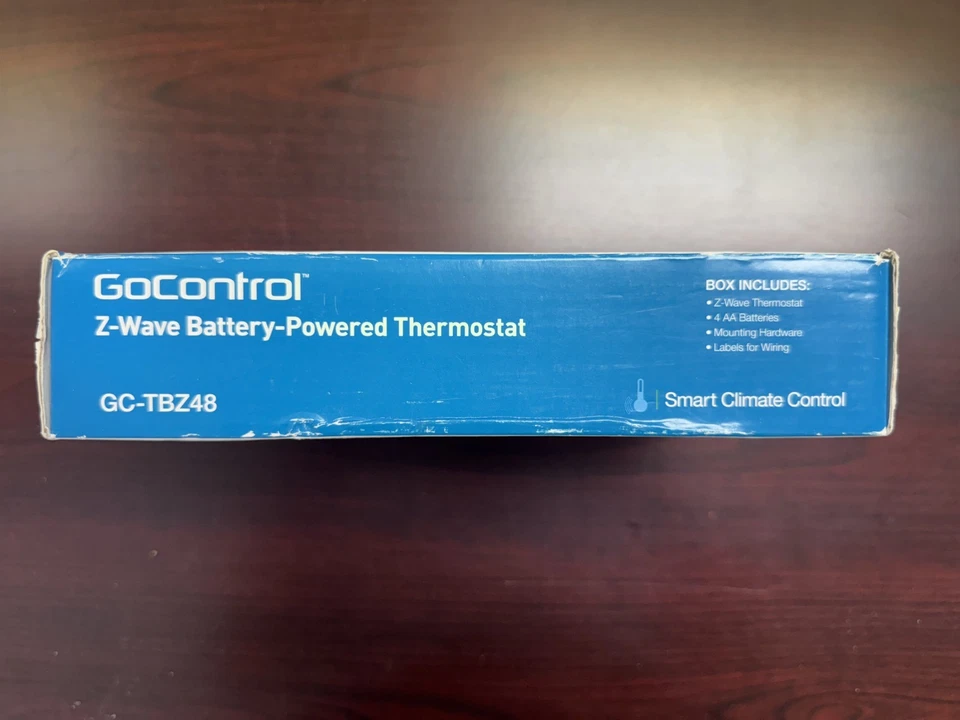 GoControl™
Z-Wave Battery-Powered Thermostat
GC-TBZ48
BOX INCLUDES:
• Z-Wave Thermostat
• 4 AA Batteries
• Mounting Hardware
• Labels for Wiring
Smart Climate Control